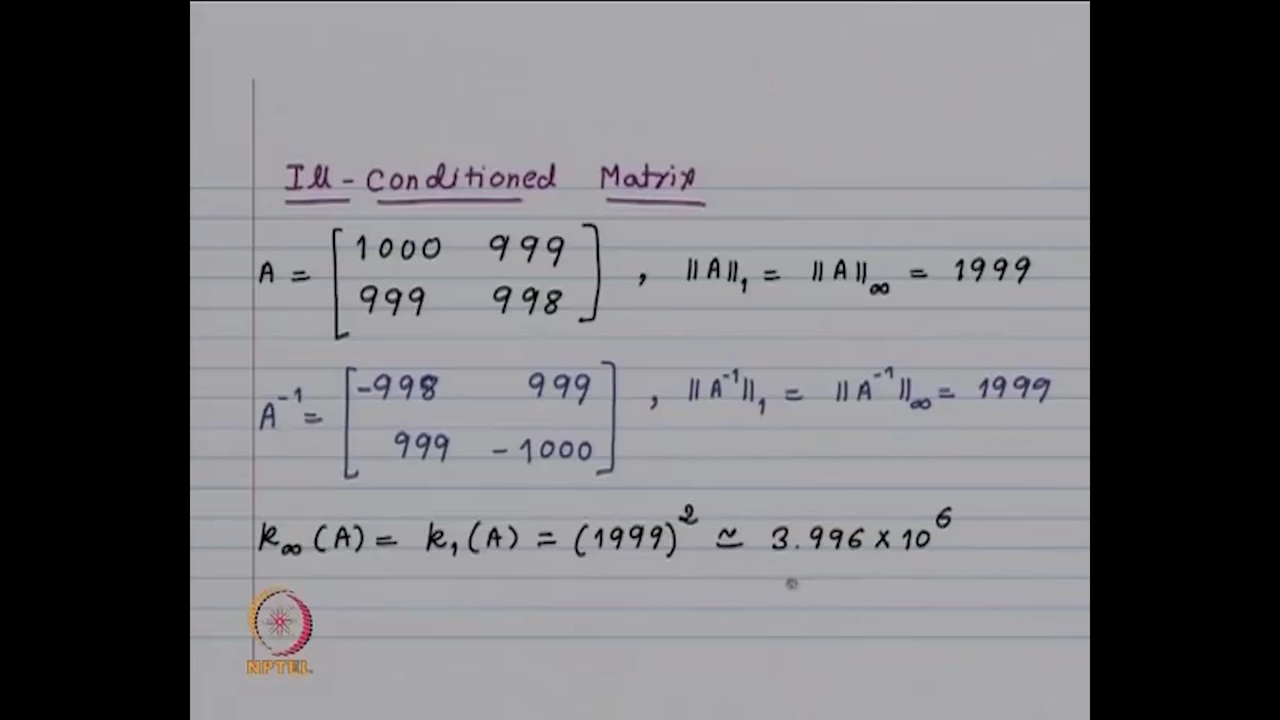 Ill-Conditioned Matrix
A = [ 1000 999 ; 999 998 ] , ||A||₁ = ||A||∞ = 1999
A⁻¹ = [ -998 999 ; 999 -1000 ] , ||A⁻¹||₁ = ||A⁻¹||∞ = 1999
k∞(A) = k₁(A) = (1999)² ≃ 3.996 × 10⁶
NPTEL